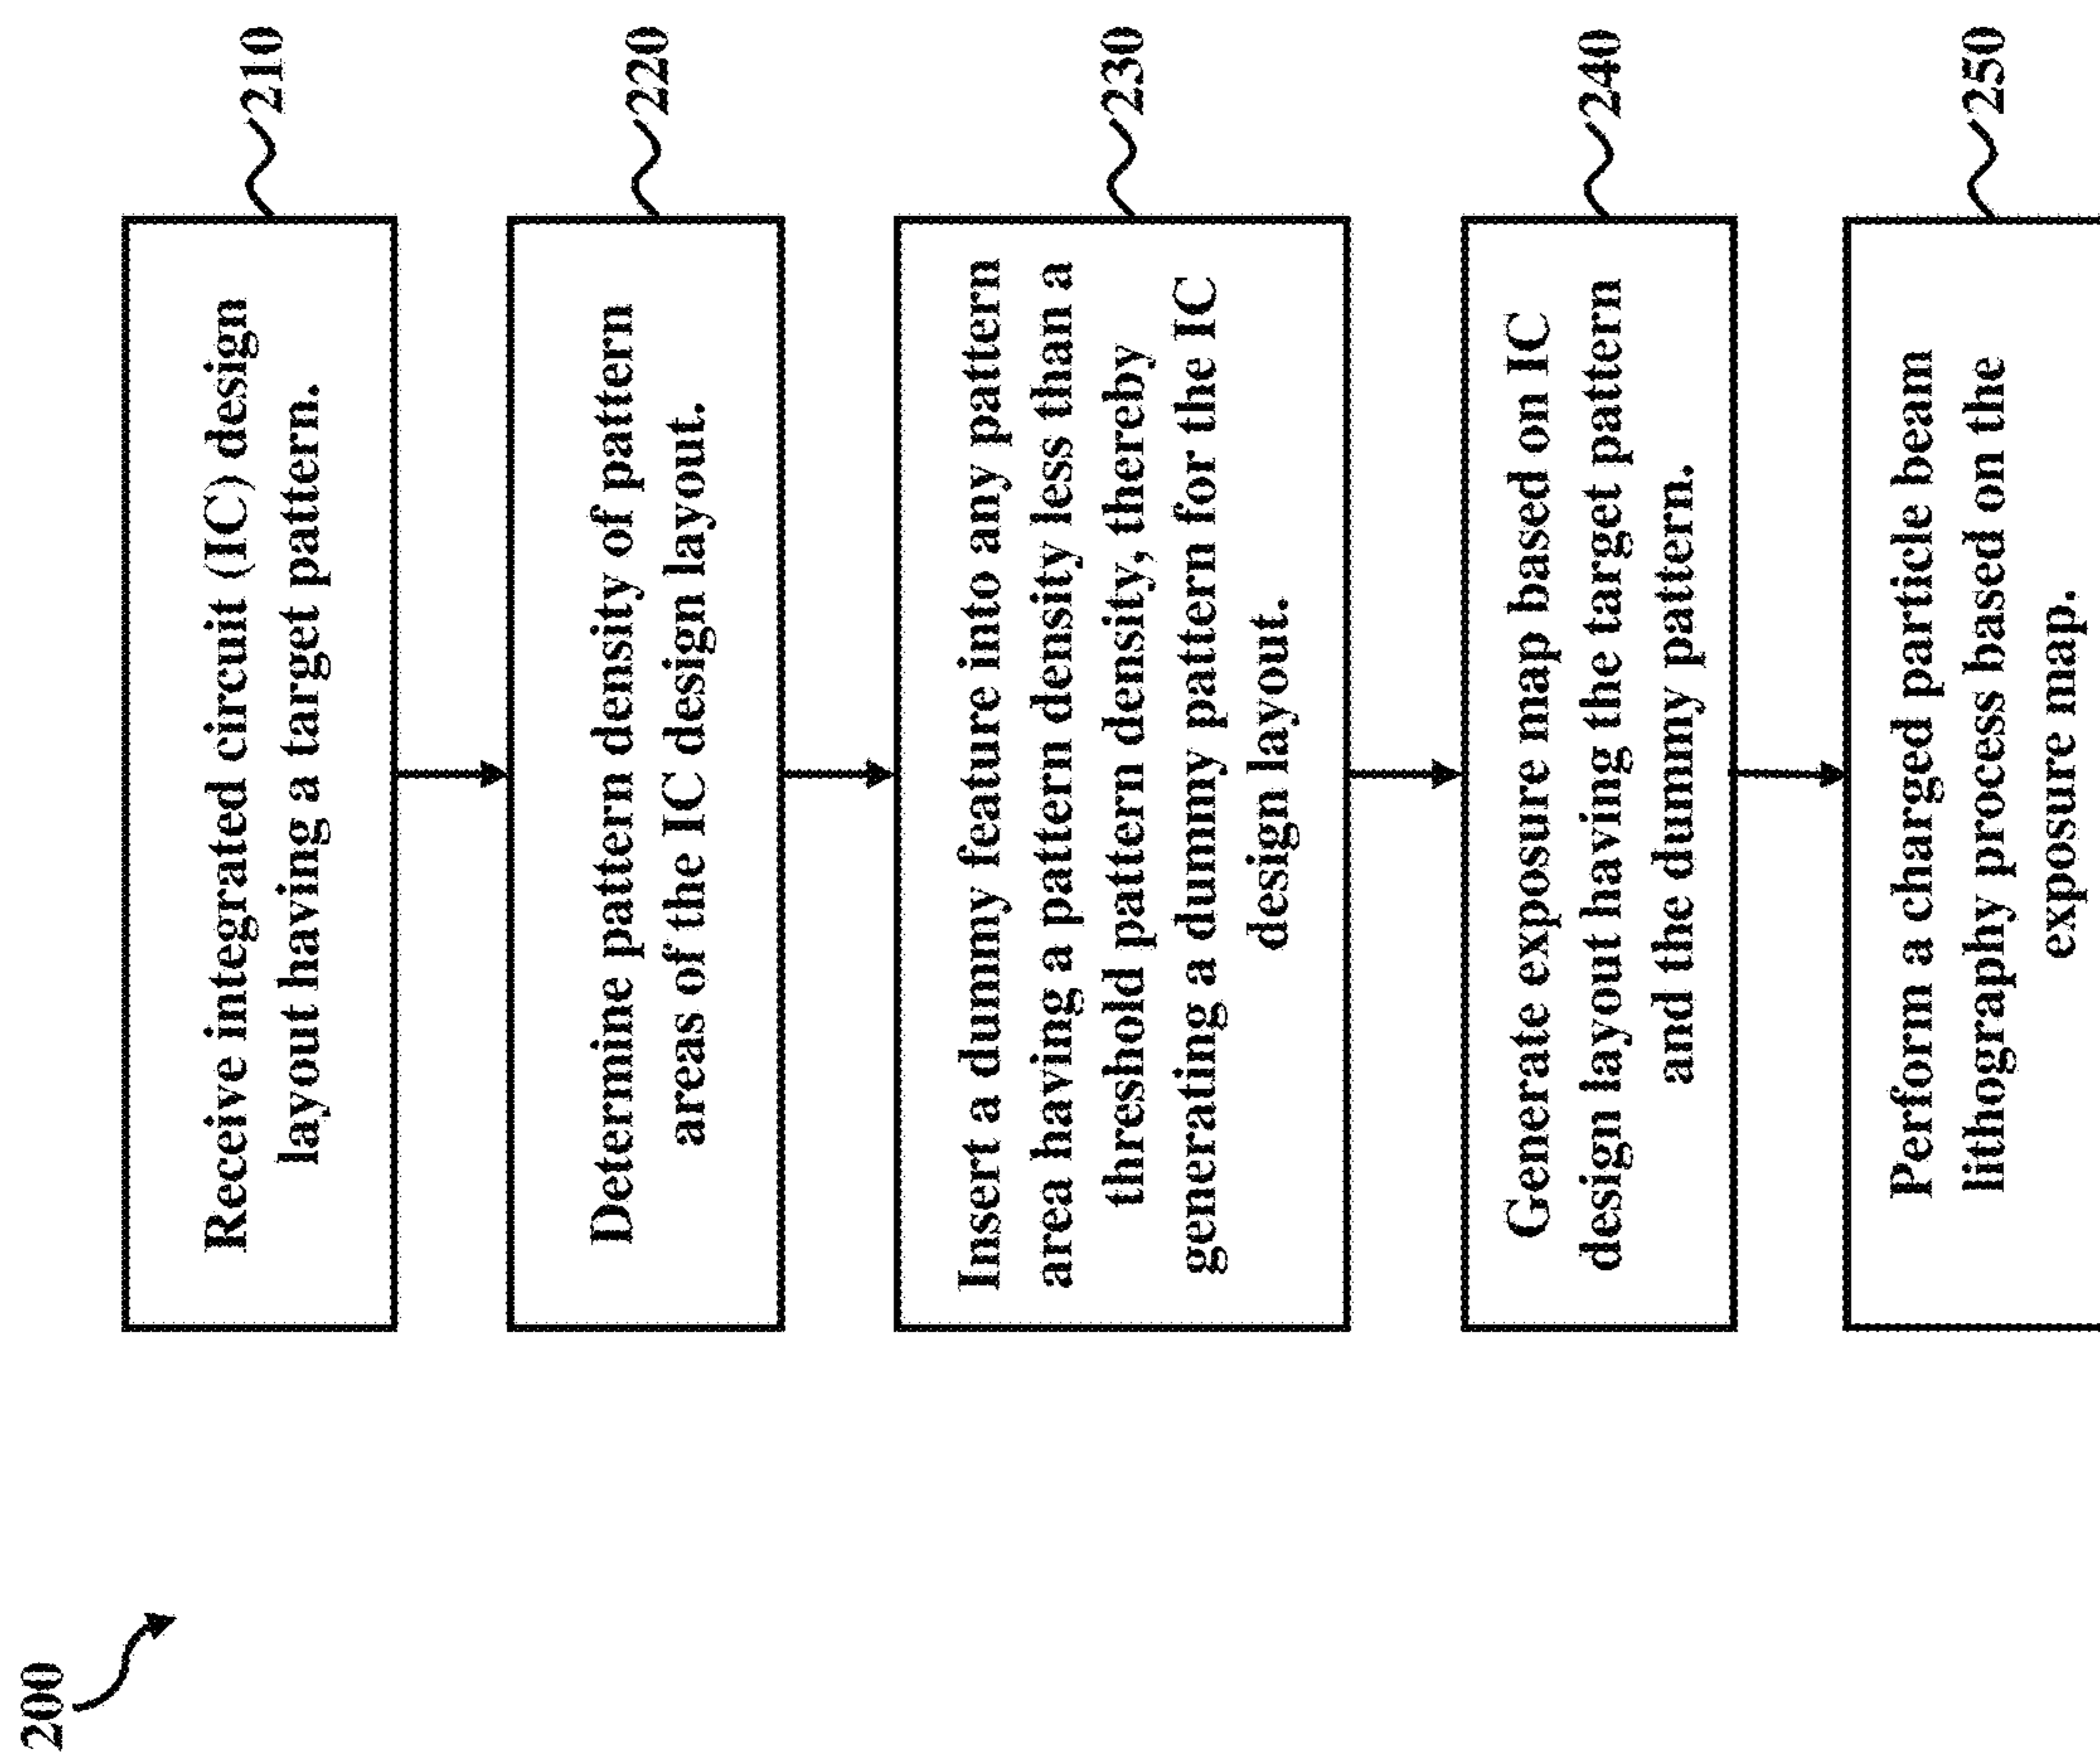 200
Receive integrated circuit (IC) design
layout having a target pattern.
210
Determine pattern density of pattern
areas of the IC design layout.
220
Insert a dummy feature into any pattern
area having a pattern density less than a
threshold pattern density, thereby
generating a dummy pattern for the IC
design layout.
230
Generate exposure map based on IC
design layout having the target pattern
and the dummy pattern.
240
Perform a charged particle beam
lithography process based on the
exposure map.
250